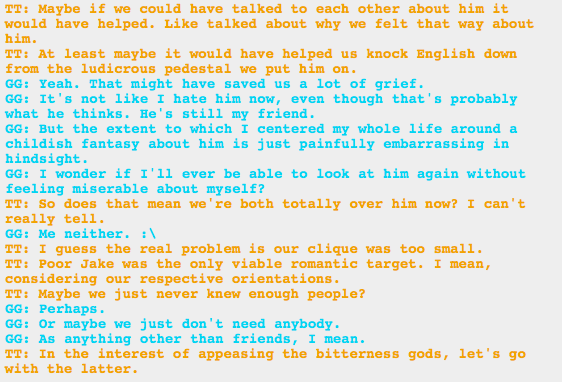 TT: Maybe if we could have talked to each other about him it
would have helped. Like talked about why we felt that way about
him.
TT: At least maybe it would have helped us knock English down
from the ludicrous pedestal we put him on.
GG: Yeah. That might have saved us a lot of grief.
GG: It's not like I hate him now, even though that's probably
what he thinks. He's still my friend.
GG: But the extent to which I centered my whole life around a
childish fantasy about him is just painfully embarrassing in
hindsight.
GG: I wonder if I'll ever be able to look at him again without
feeling miserable about myself?
TT: So does that mean we're both totally over him now? I can't
really tell.
GG: Me neither. :\
TT: I guess the real problem is our clique was too small.
TT: Poor Jake was the only viable romantic target. I mean,
considering our respective orientations.
TT: Maybe we just never knew enough people?
GG: Perhaps.
GG: Or maybe we just don't need anybody.
GG: As anything other than friends, I mean.
TT: In the interest of appeasing the bitterness gods, let's go
with the latter.